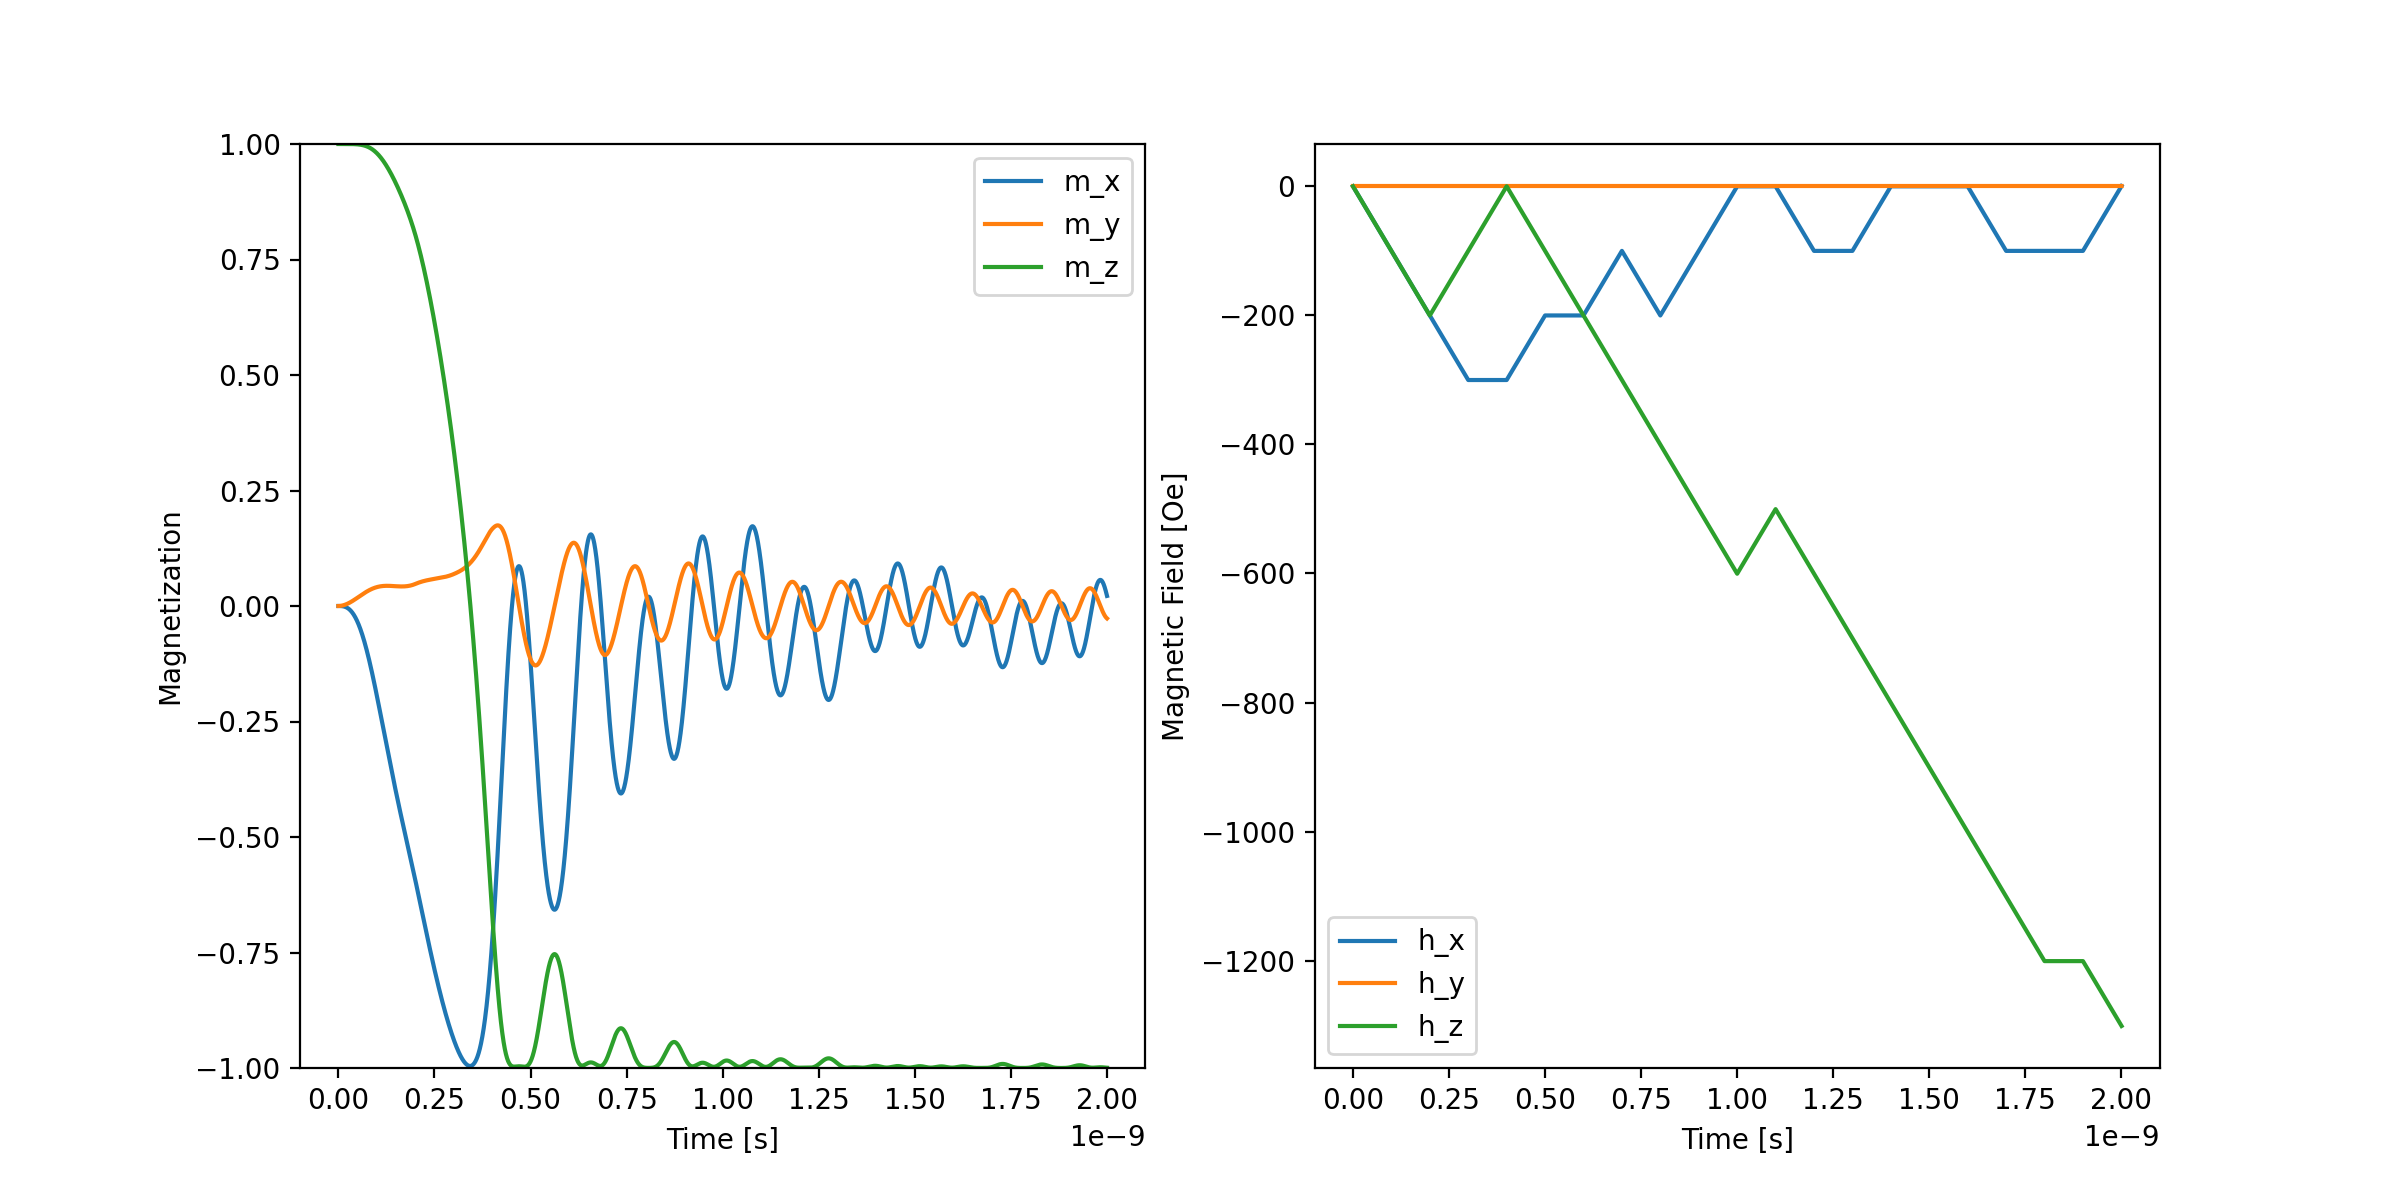 Magnetization
1.00
0.75
0.50
0.25
0.00
−0.25
−0.50
−0.75
−1.00
m_x
m_y
m_z
0.00 0.25 0.50 0.75 1.00 1.25 1.50 1.75 2.00
Time [s]
1e−9
Magnetic Field [Oe]
0
−200
−400
−600
−800
−1000
−1200
h_x
h_y
h_z
0.00 0.25 0.50 0.75 1.00 1.25 1.50 1.75 2.00
Time [s]
1e−9